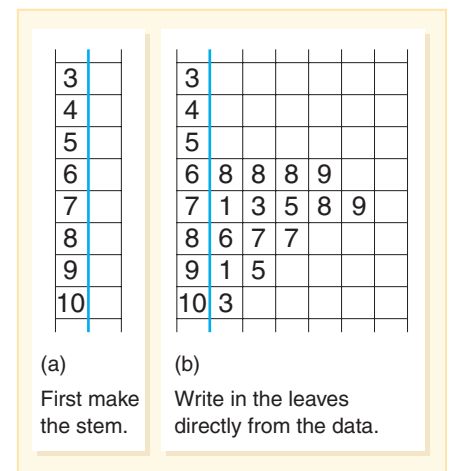 3
4
5
6
7
8
9
10
(a)
First make
the stem.
3
4
5
6 8 8 8 9
7 1 3 5 8 9
8 6 7 7
9 1 5
10 3
(b)
Write in the leaves
directly from the data.